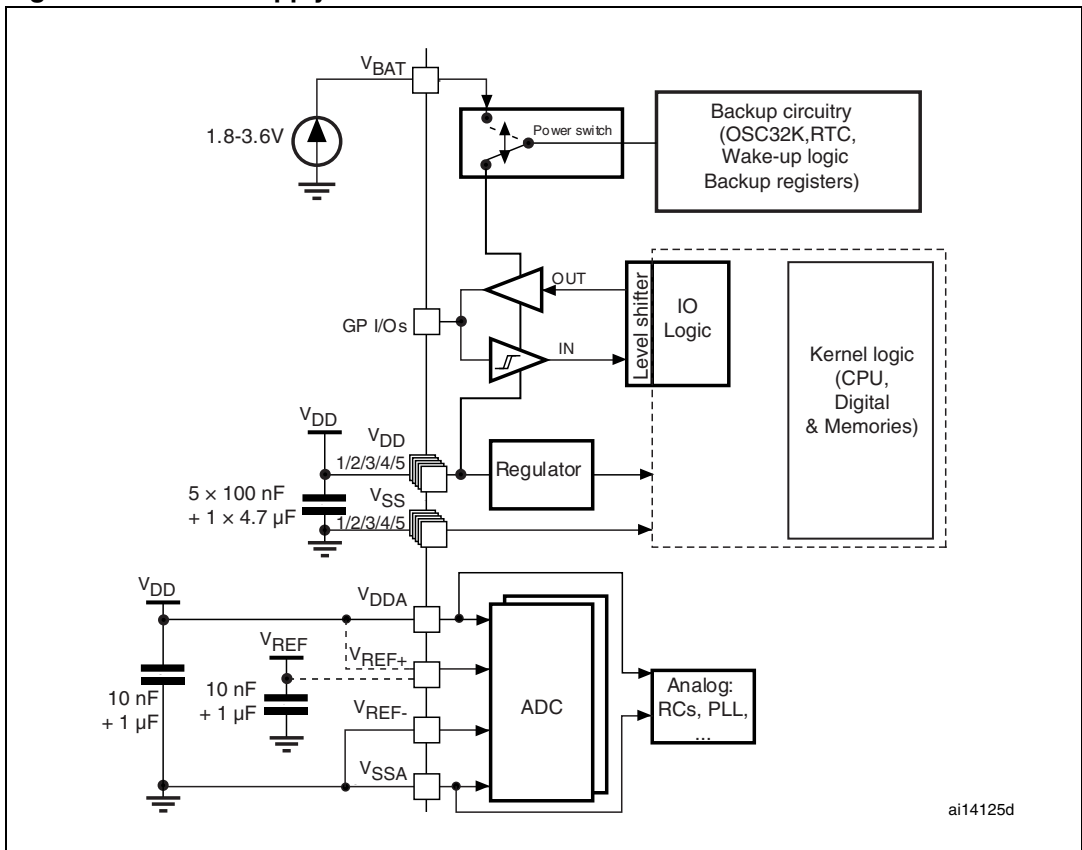 VBAT
1.8-3.6V
Power switch
Backup circuitry
(OSC32K,RTC,
Wake-up logic
Backup registers)
OUT
GP I/Os
IN
Level shifter
IO
Logic
Kernel logic
(CPU,
Digital
& Memories)
VDD
VDD
1/2/3/4/5
Regulator
5 × 100 nF
+ 1 × 4.7 µF
VSS
1/2/3/4/5
VDD
VDDA
VREF
VREF+
10 nF
+ 1 µF
10 nF
+ 1 µF
VREF-
ADC
Analog:
RCs, PLL,
...
VSSA
ai14125d